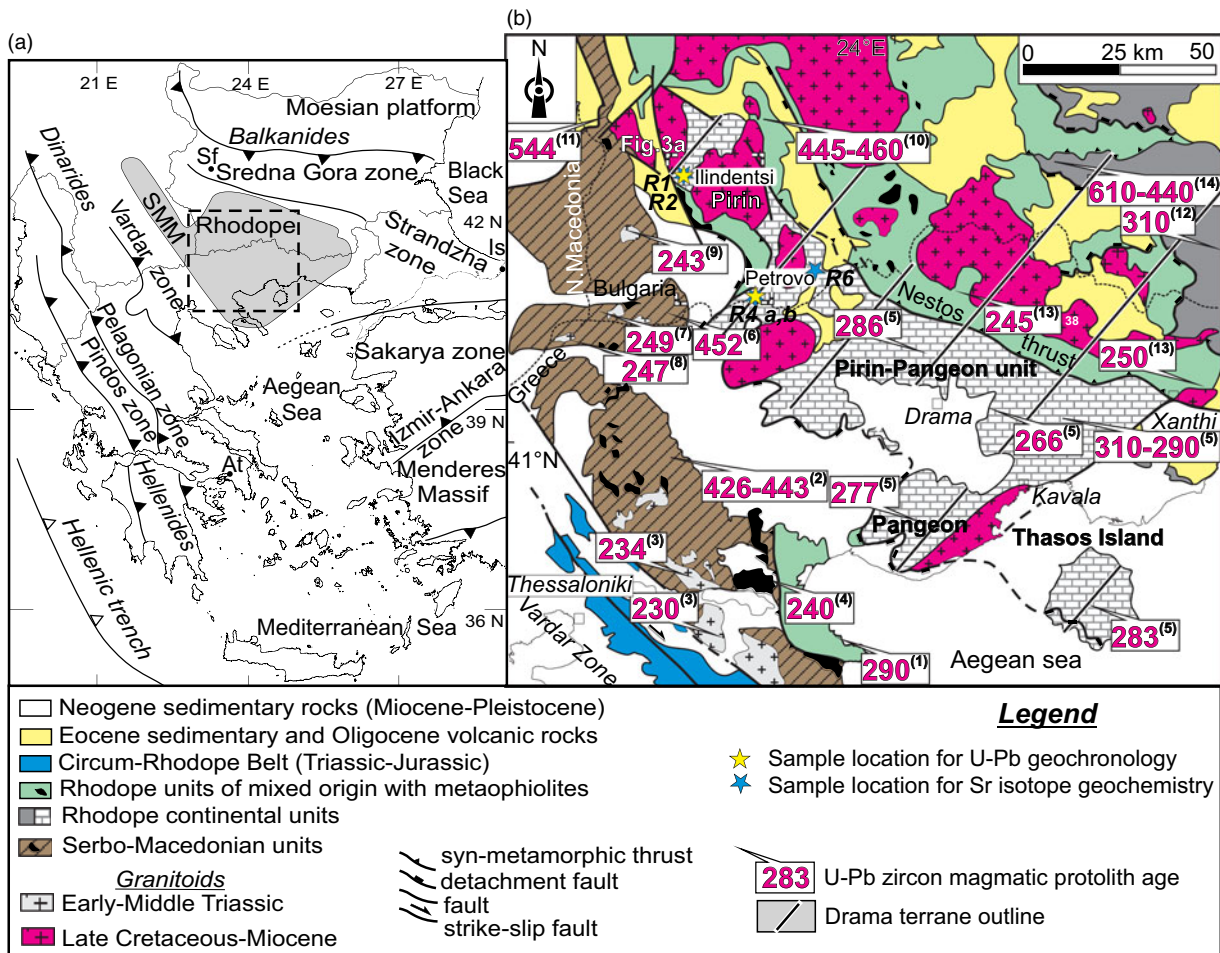 (a)
21 E
24 E
27 E
Moesian platform
Balkanides
Dinarides
Sf
Sredna Gora zone
Black
Sea
SMM
Rhodope
42 N
Vardar zone
Strandzha
zone
Is
Pelagonian zone
Pindos zone
Sakarya zone
Aegean
Sea
Izmir-Ankara
zone
39 N
At
Menderes
Massif
Hellenides
Hellenic trench
36 N
Mediterranean Sea
(b)
N
24°E
0 25 km 50
544(11)
Fig 3a
445-460(10)
R1
R2
Ilindentsi
Pirin
610-440(14)
310(12)
N.Macedonia
243(9)
Petrovo
R6
Bulgaria
R4 a,b
Nestos
thrust
286(5)
245(13)
38
249(7)
452(6)
250(13)
247(8)
Greece
Pirin-Pangeon unit
Drama
Xanthi
266(5)
310-290(5)
41°N
426-443(2)
277(5)
Kavala
Pangeon
Thasos Island
234(3)
Thessaloniki
230(3)
240(4)
283(5)
Vardar Zone
290(1)
Aegean sea
Neogene sedimentary rocks (Miocene-Pleistocene)
Eocene sedimentary and Oligocene volcanic rocks
Circum-Rhodope Belt (Triassic-Jurassic)
Rhodope units of mixed origin with metaophiolites
Rhodope continental units
Serbo-Macedonian units
Granitoids
Early-Middle Triassic
Late Cretaceous-Miocene
syn-metamorphic thrust
detachment fault
fault
strike-slip fault
Legend
Sample location for U-Pb geochronology
Sample location for Sr isotope geochemistry
283 U-Pb zircon magmatic protolith age
Drama terrane outline